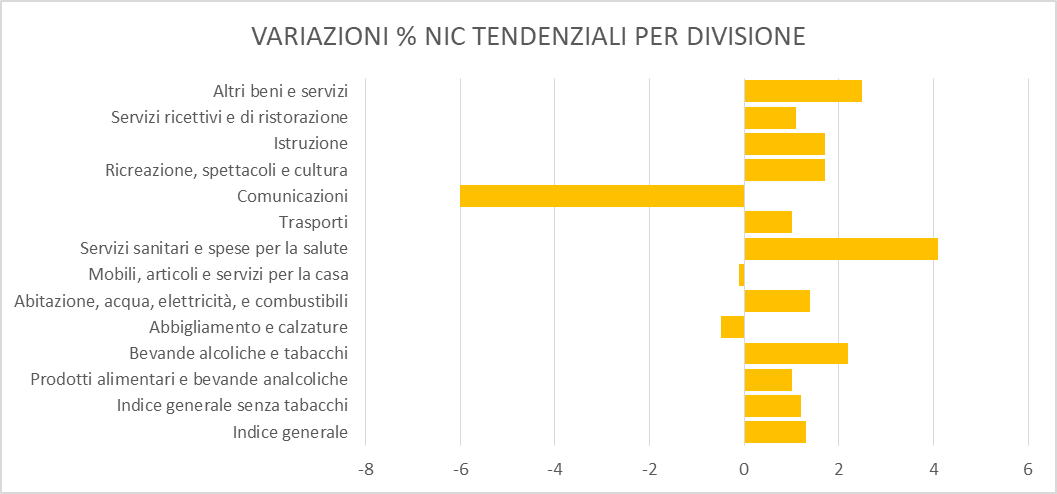 VARIAZIONI % NIC TENDENZIALI PER DIVISIONE
Altri beni e servizi
Servizi ricettivi e di ristorazione
Istruzione
Ricreazione, spettacoli e cultura
Comunicazioni
Trasporti
Servizi sanitari e spese per la salute
Mobili, articoli e servizi per la casa
Abitazione, acqua, elettricità, e combustibili
Abbigliamento e calzature
Bevande alcoliche e tabacchi
Prodotti alimentari e bevande analcoliche
Indice generale senza tabacchi
Indice generale
-8 -6 -4 -2 0 2 4 6